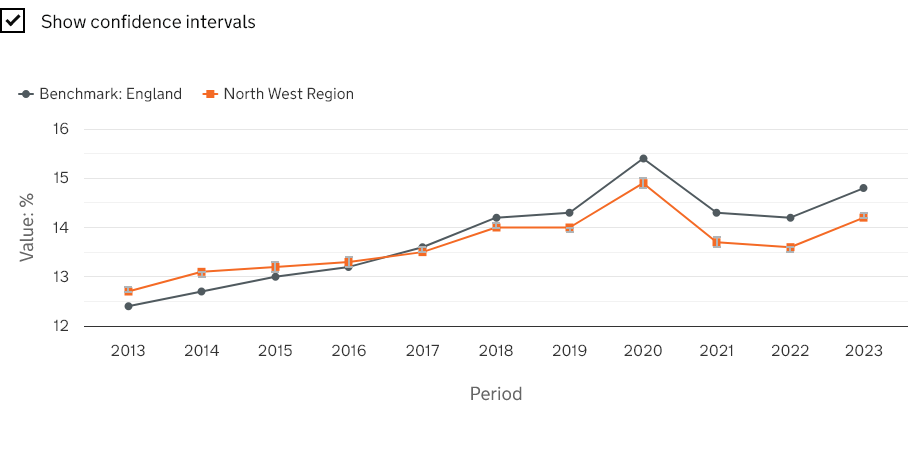 Show confidence intervals
Benchmark: England North West Region
16
15
14
13
12
Value: %
2013 2014 2015 2016 2017 2018 2019 2020 2021 2022 2023
Period